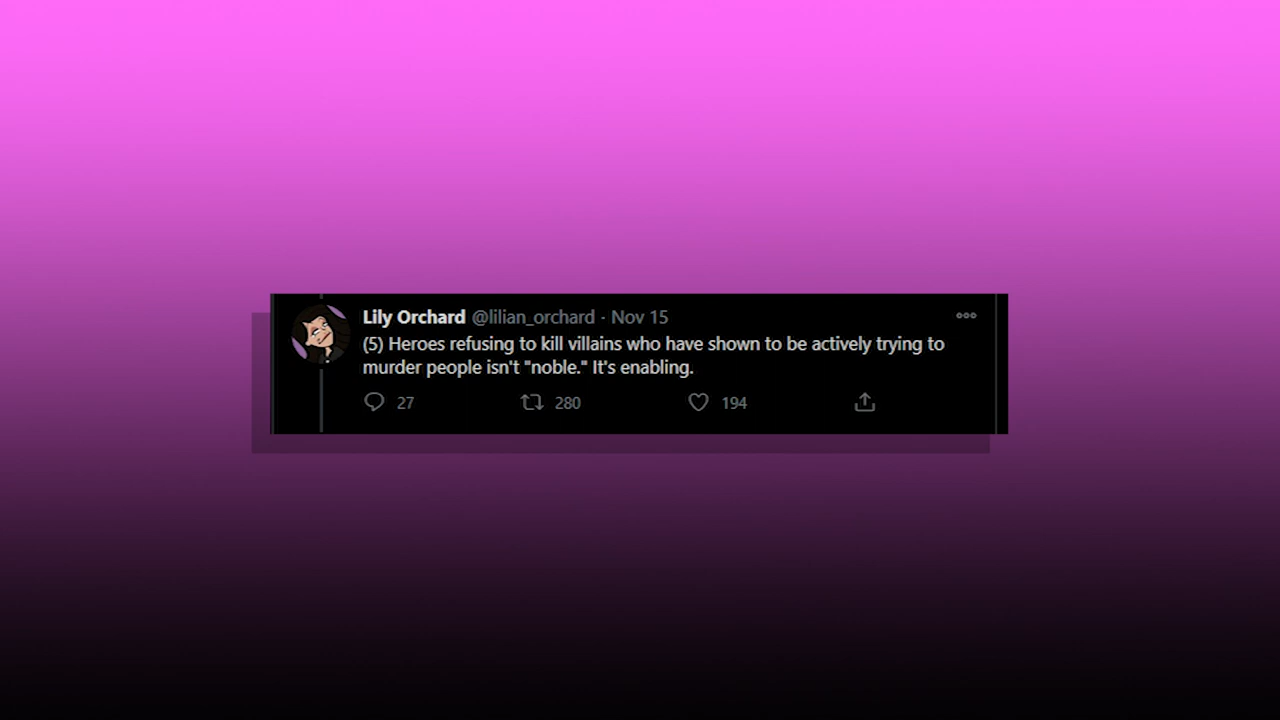 Lily Orchard @lilian_orchard · Nov 15
(5) Heroes refusing to kill villains who have shown to be actively trying to
murder people isn't "noble." It's enabling.
27 280 194